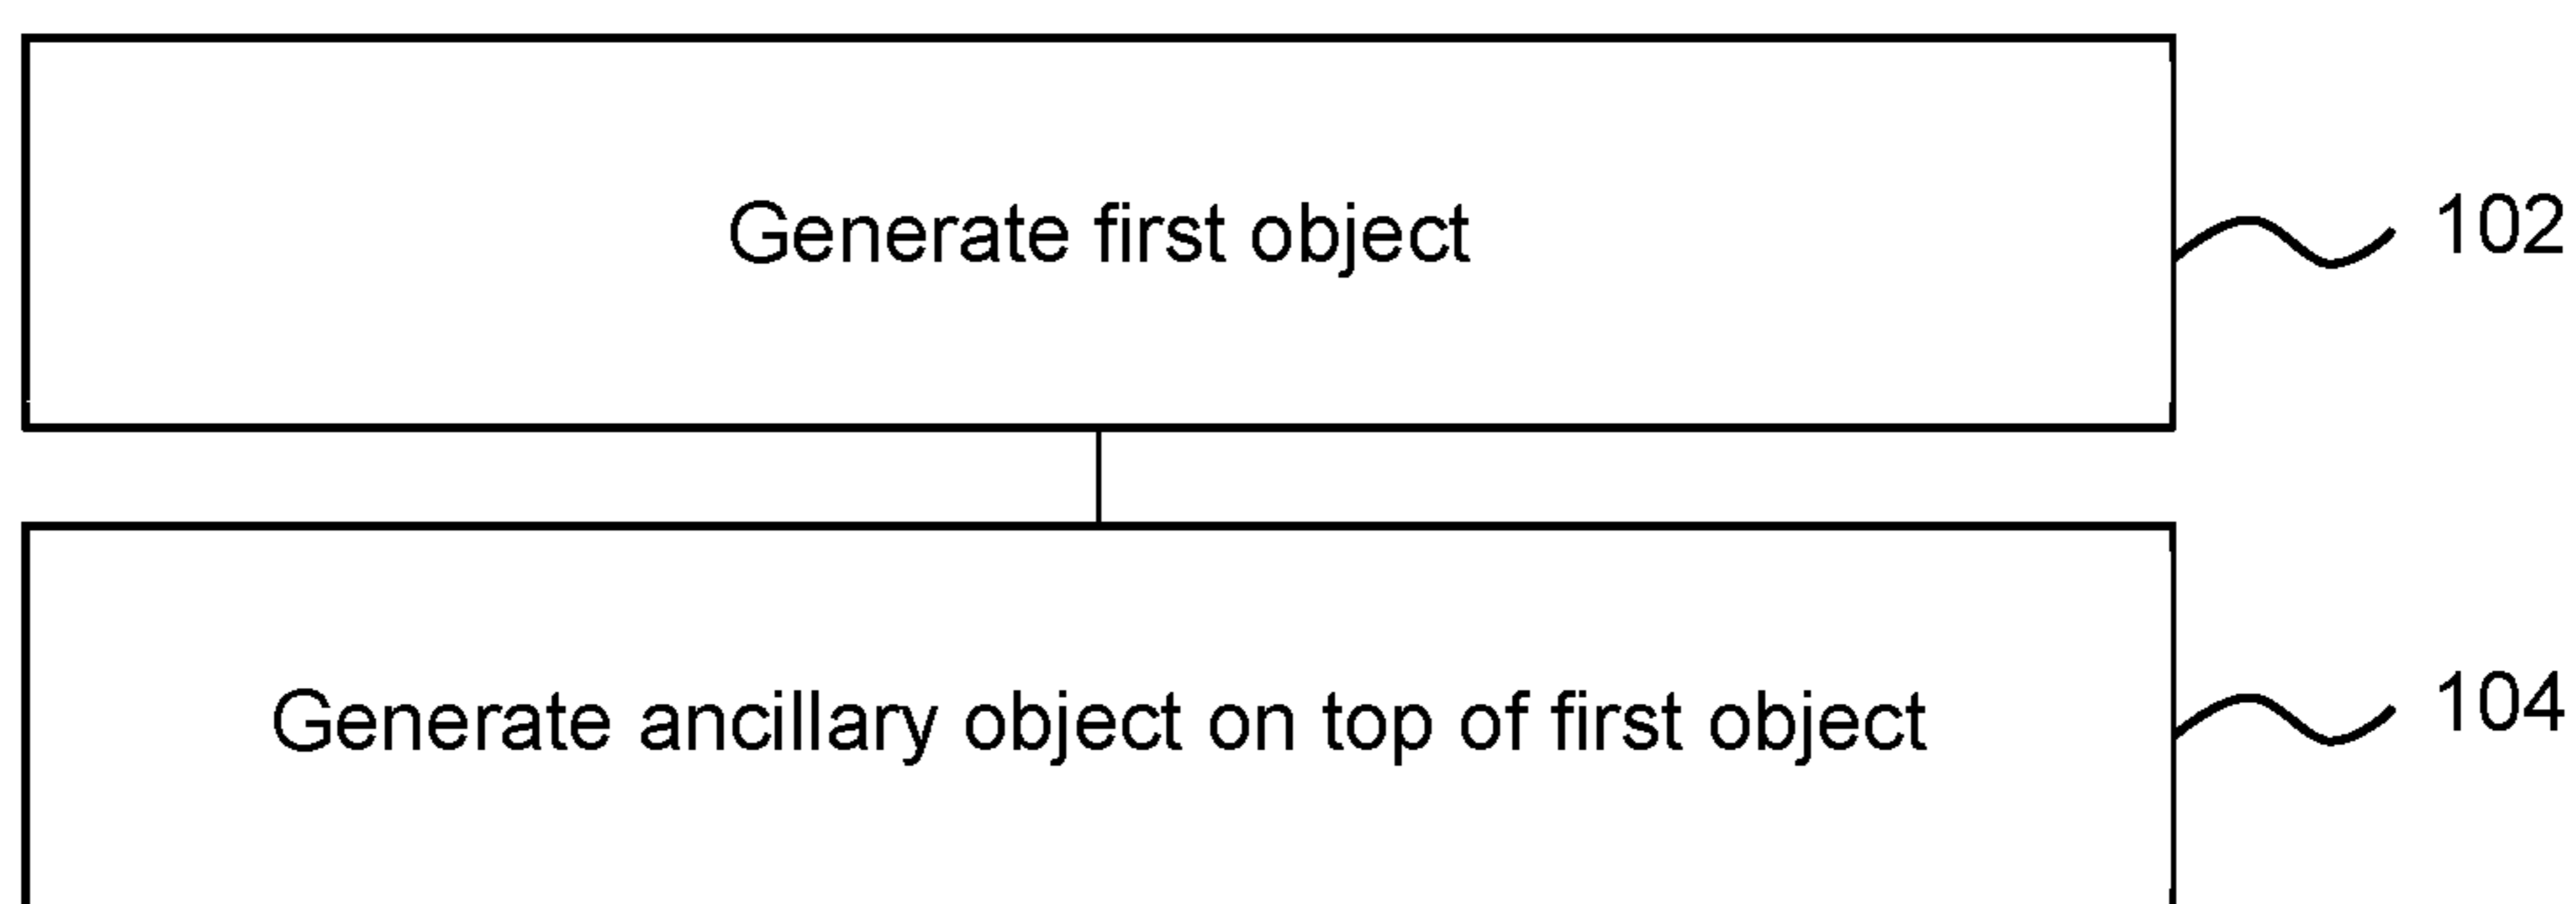 Generate first object
102
Generate ancillary object on top of first object
104